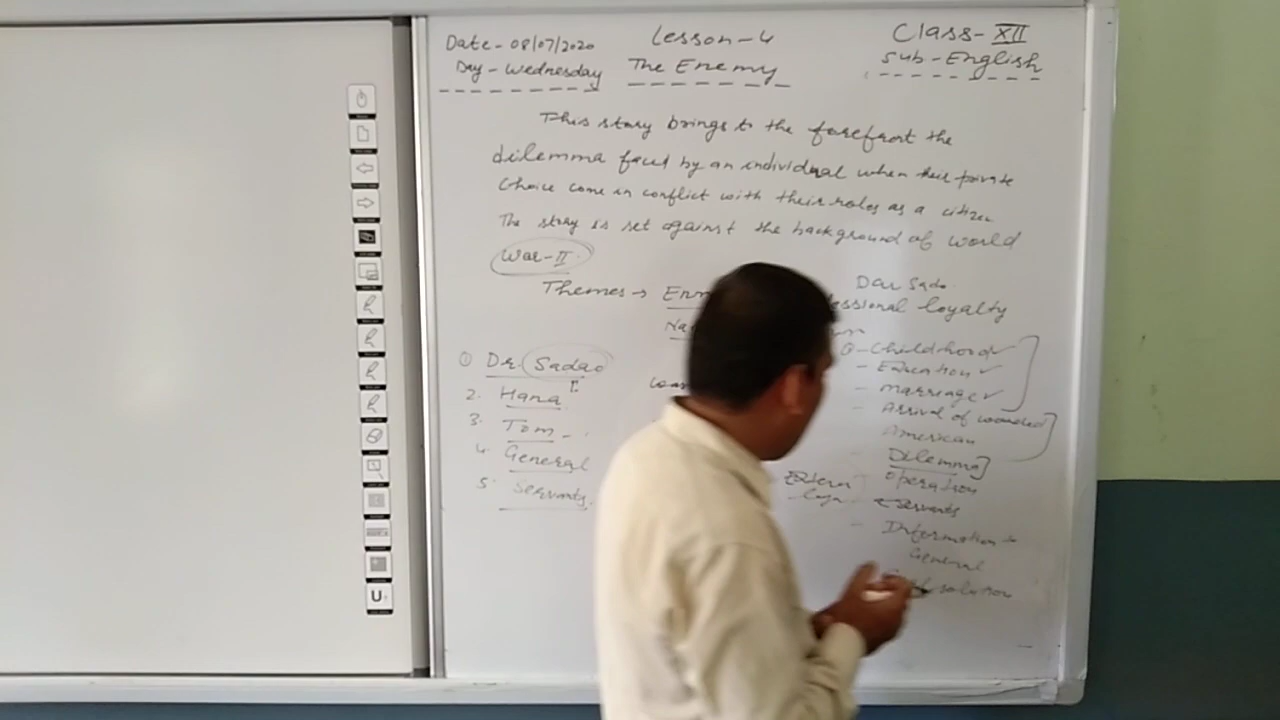 Date - 08/07/2020
Day - Wednesday
Lesson - 4
The Enemy
Class - XII
Sub - English
This story brings to the forefront the
dilemma faced by an individual when their private
choice come in conflict with their roles as a citizen
The story is set against the background of world
War - II
Themes →
essional loyalty
① Dr. Sadao
2. Hana
3. Tom -
4. General
5. Servants
- Childhood
- Education
- marriage
- Arrival of wounded
American
Dilemma
operation
Servants
- Information to
General
solution
U